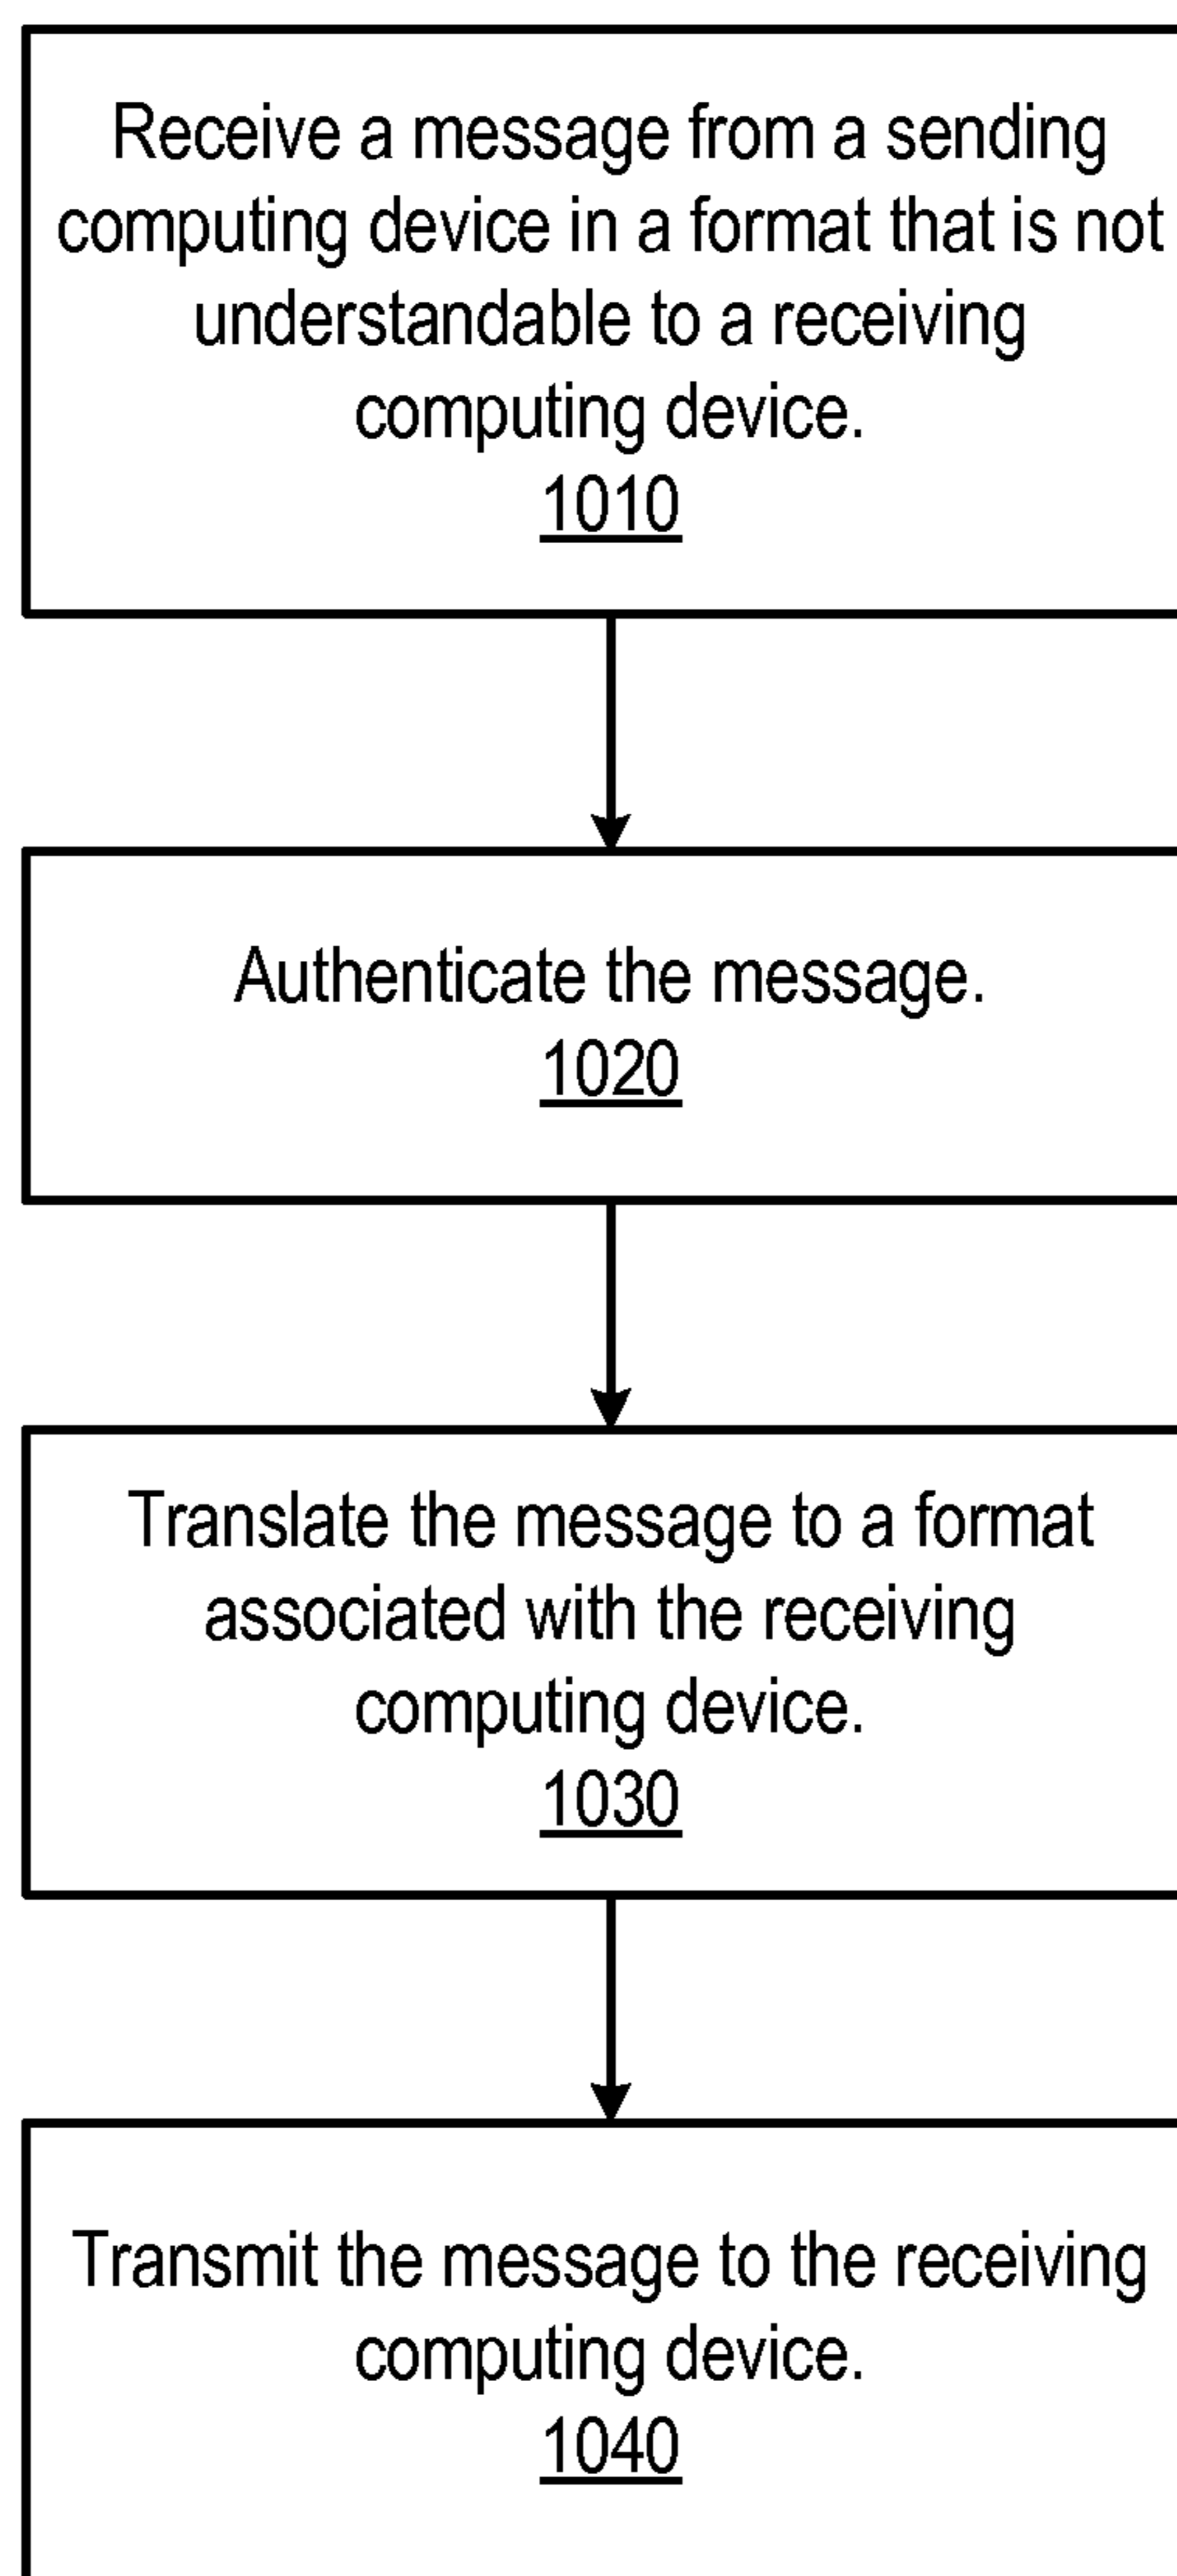 Receive a message from a sending
computing device in a format that is not
understandable to a receiving
computing device.
1010
Authenticate the message.
1020
Translate the message to a format
associated with the receiving
computing device.
1030
Transmit the message to the receiving
computing device.
1040